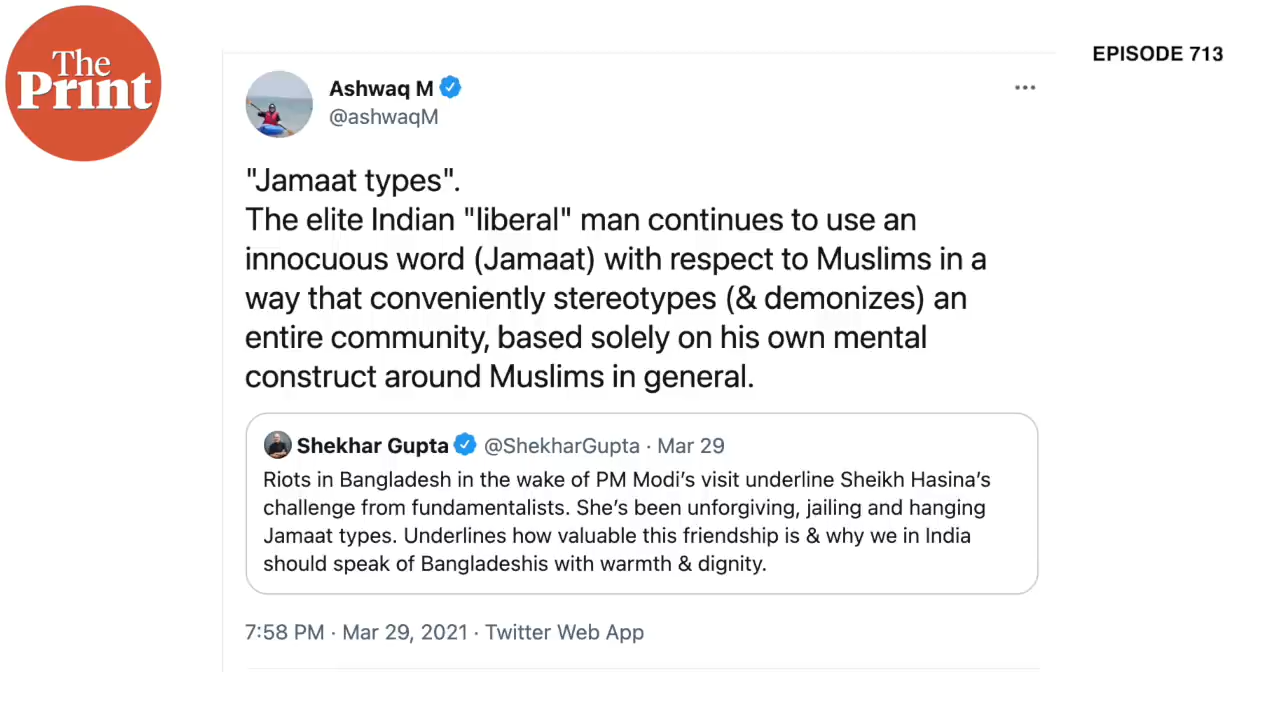 The
Print
EPISODE 713
Ashwaq M
@ashwaqM
"Jamaat types".
The elite Indian "liberal" man continues to use an
innocuous word (Jamaat) with respect to Muslims in a
way that conveniently stereotypes (& demonizes) an
entire community, based solely on his own mental
construct around Muslims in general.
Shekhar Gupta @ShekharGupta · Mar 29
Riots in Bangladesh in the wake of PM Modi's visit underline Sheikh Hasina's
challenge from fundamentalists. She's been unforgiving, jailing and hanging
Jamaat types. Underlines how valuable this friendship is & why we in India
should speak of Bangladeshis with warmth & dignity.
7:58 PM · Mar 29, 2021 · Twitter Web App